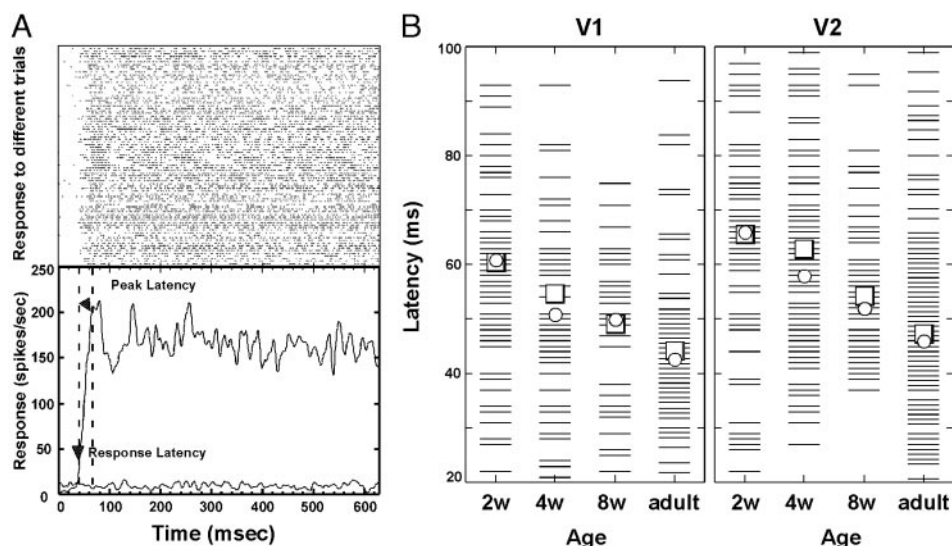 A
Response to different trials
250
200
150
100
50
0
Response (spikes/sec)
Peak Latency
Response Latency
0 100 200 300 400 500 600
Time (msec)
B
V1 V2
100
80
60
40
20
Latency (ms)
2w 4w 8w adult 2w 4w 8w adult
Age Age